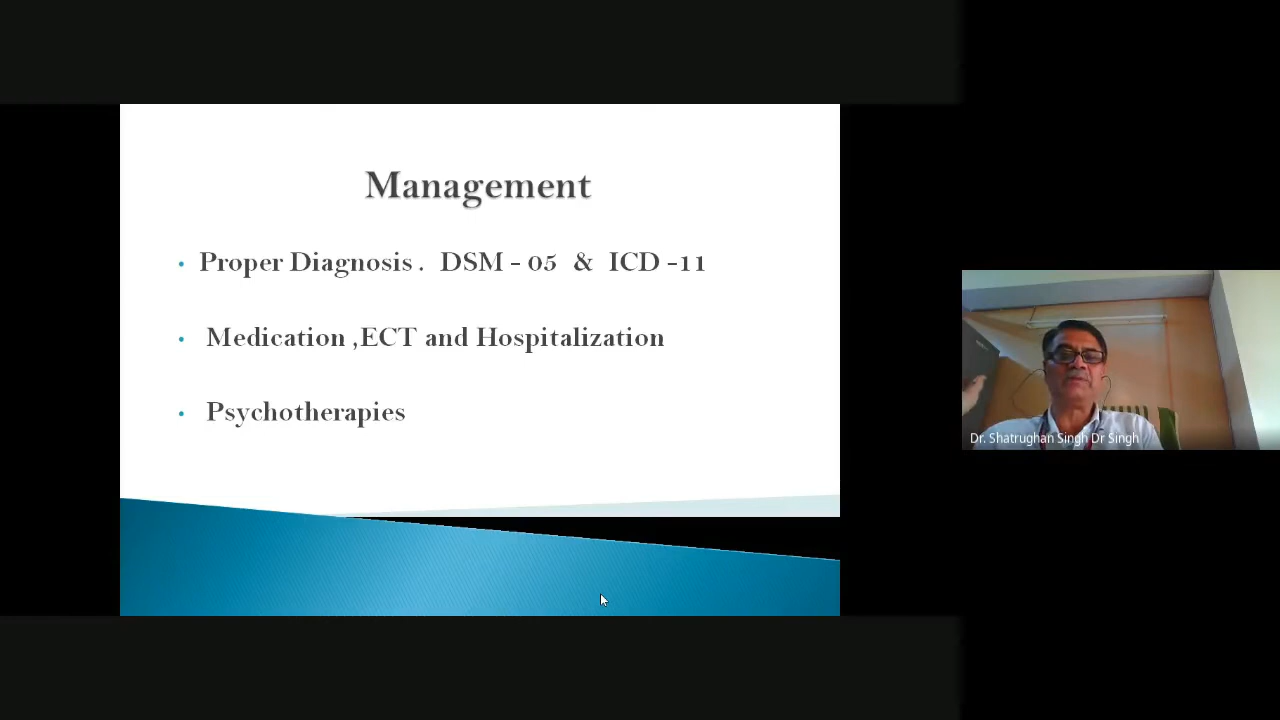 Management
• Proper Diagnosis . DSM - 05 & ICD -11
• Medication ,ECT and Hospitalization
• Psychotherapies
Dr. Shatrughan Singh Dr Singh